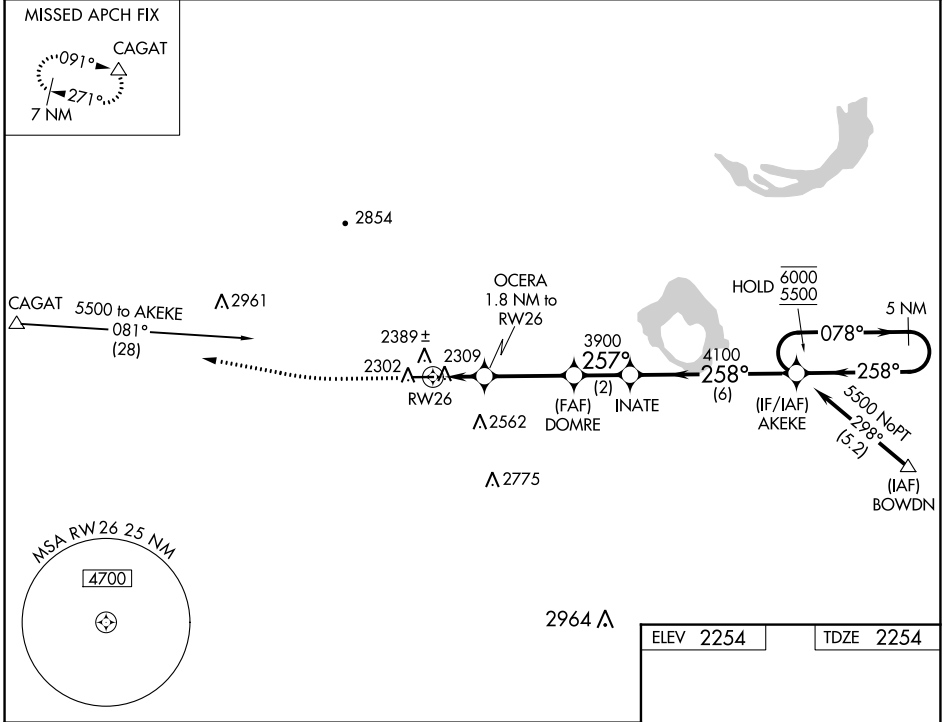 MISSED APCH FIX
CAGAT
091°
271°
7 NM
2854
HOLD 6000
5500
5 NM
078°
258°
OCERA
1.8 NM to
RW26
CAGAT
5500 to AKEKE
081°
(28)
2961
2389 ±
2302
2309
RW26
3900
257°
(2)
4100
258°
(6)
(FAF)
DOMRE
INATE
(IF/IAF)
AKEKE
5500 NoPT
298°
(5.2)
(IAF)
BOWDN
2562
2775
MSA RW 26 25 NM
4700
2964
ELEV 2254
TDZE 2254